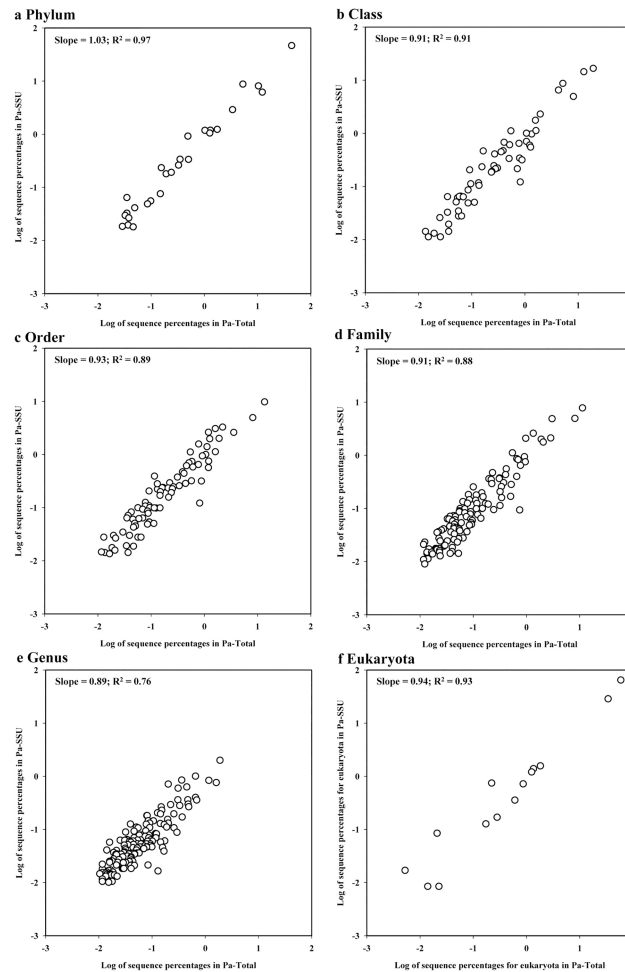 a Phylum
Slope = 1.03; R² = 0.97
2
1
0
-1
-2
-3
-3
-2
-1
0
1
2
Log of sequence percentages in Pa-SSU
Log of sequence percentages in Pa-Total
b Class
Slope = 0.91; R² = 0.91
2
1
0
-1
-2
-3
-3
-2
-1
0
1
2
Log of sequence percentages in Pa-SSU
Log of sequence percentages in Pa-Total
c Order
Slope = 0.93; R² = 0.89
2
1
0
-1
-2
-3
-3
-2
-1
0
1
2
Log of sequence percentages in Pa-SSU
Log of sequence percentages in Pa-Total
d Family
Slope = 0.91; R² = 0.88
2
1
0
-1
-2
-3
-3
-2
-1
0
1
2
Log of sequence percentages in Pa-SSU
Log of sequence percentages in Pa-Total
e Genus
Slope = 0.89; R² = 0.76
2
1
0
-1
-2
-3
-3
-2
-1
0
1
2
Log of sequence percentages in Pa-SSU
Log of sequence percentages in Pa-Total
f Eukaryota
Slope = 0.94; R² = 0.93
2
1
0
-1
-2
-3
-3
-2
-1
0
1
Log of sequence percentages for eukaryota in Pa-SSU
Log of sequence percentages for eukaryota in Pa-Total